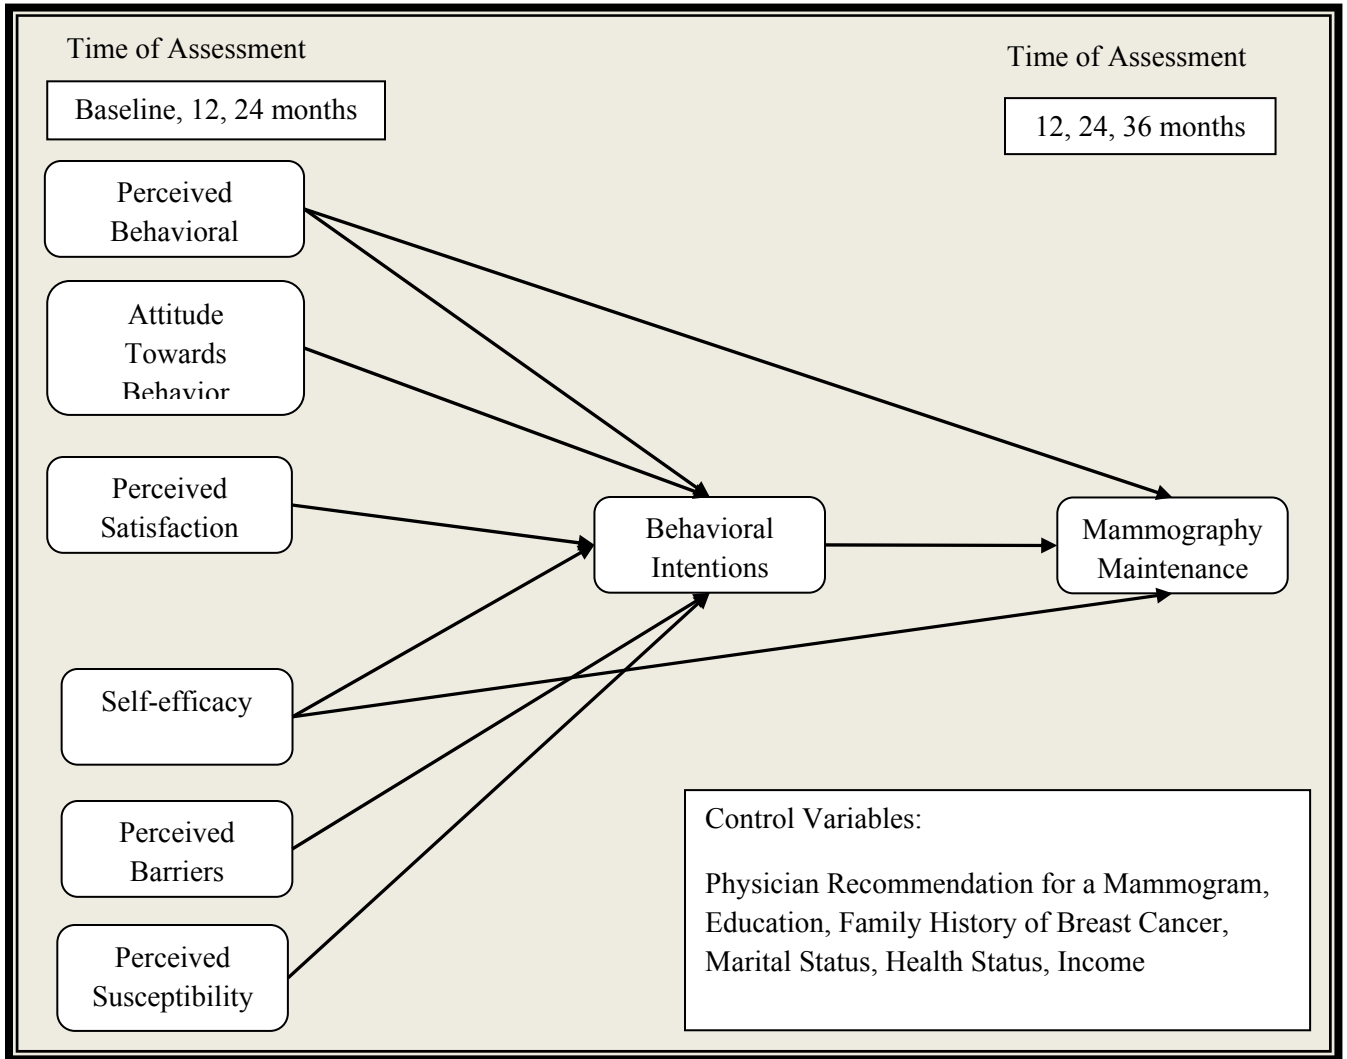 Time of Assessment
Baseline, 12, 24 months
Time of Assessment
12, 24, 36 months
Perceived
Behavioral
Attitude
Towards
Behavior
Perceived
Satisfaction
Self-efficacy
Perceived
Barriers
Perceived
Susceptibility
Behavioral
Intentions
Mammography
Maintenance
Control Variables:
Physician Recommendation for a Mammogram,
Education, Family History of Breast Cancer,
Marital Status, Health Status, Income